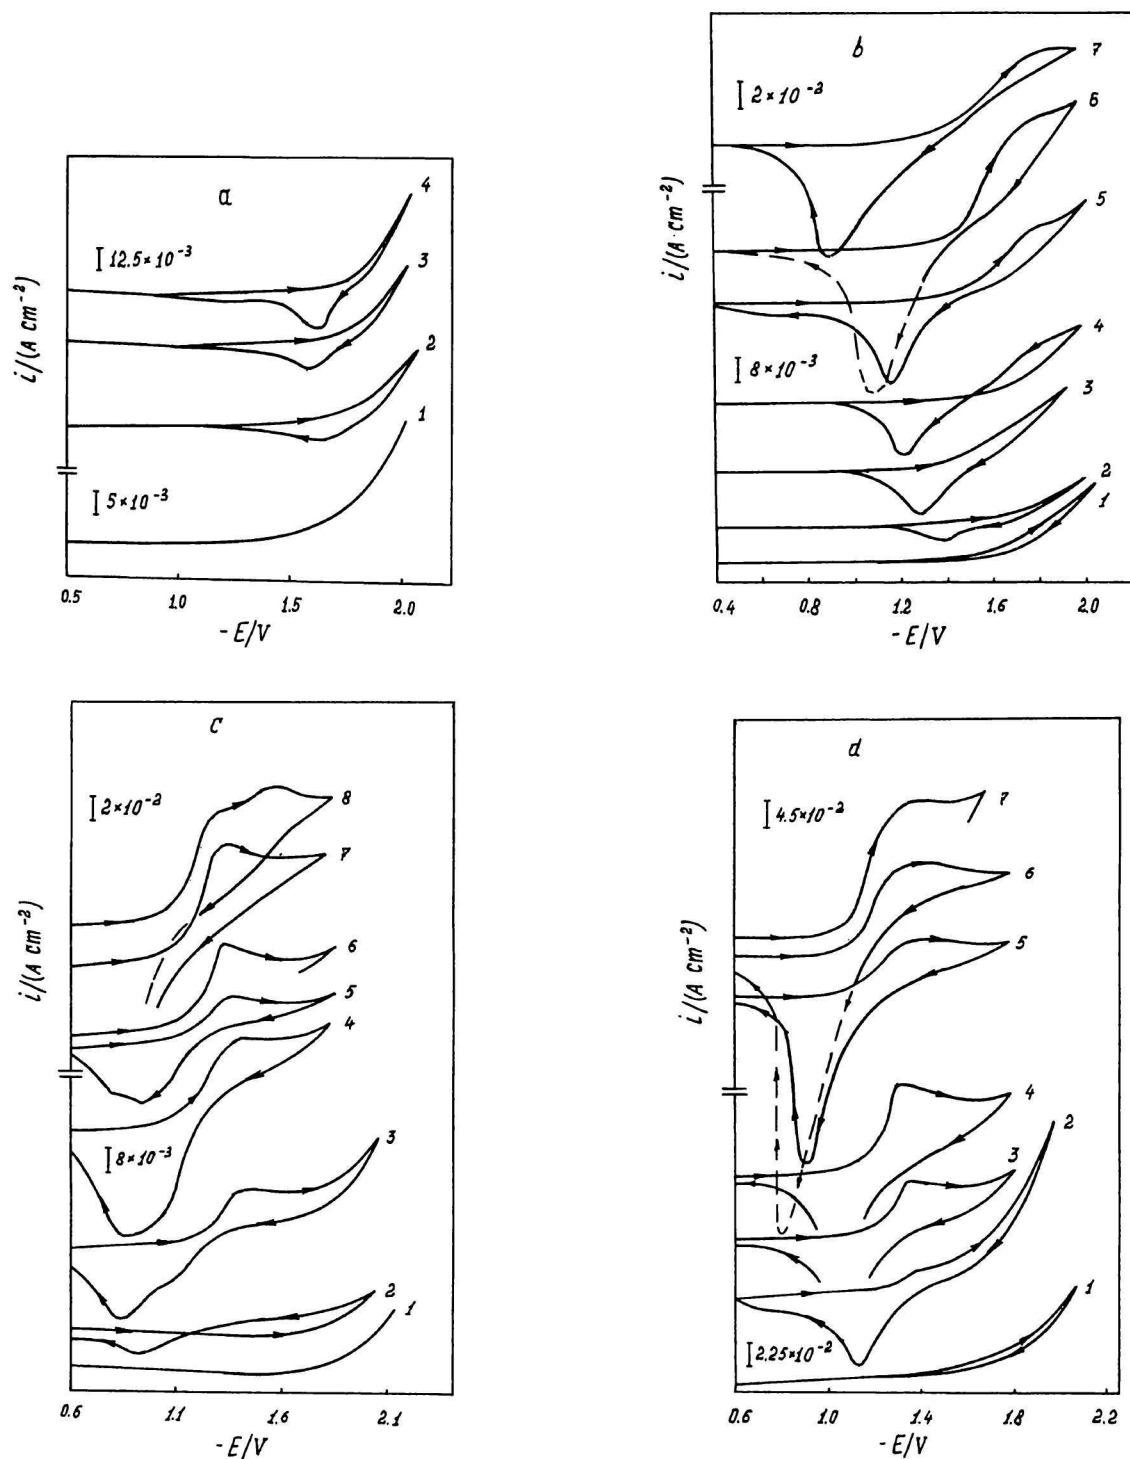 a
4
12.5×10⁻³
3
2
1
5×10⁻³
i/(A cm⁻²)
0.5 1.0 1.5 2.0
-E/V
b
7
2×10⁻²
6
5
4
8×10⁻³
3
2
1
i/(A·cm⁻²)
0.4 0.8 1.2 1.6 2.0
-E/V
c
2×10⁻²
8
7
6
5
4
8×10⁻³
3
2
1
i/(A cm⁻²)
0.6 1.1 1.6 2.1
-E/V
d
4.5×10⁻²
7
6
5
4
2
3
1
2.25×10⁻²
i/(A cm⁻²)
0.6 1.0 1.4 1.8 2.2
-E/V